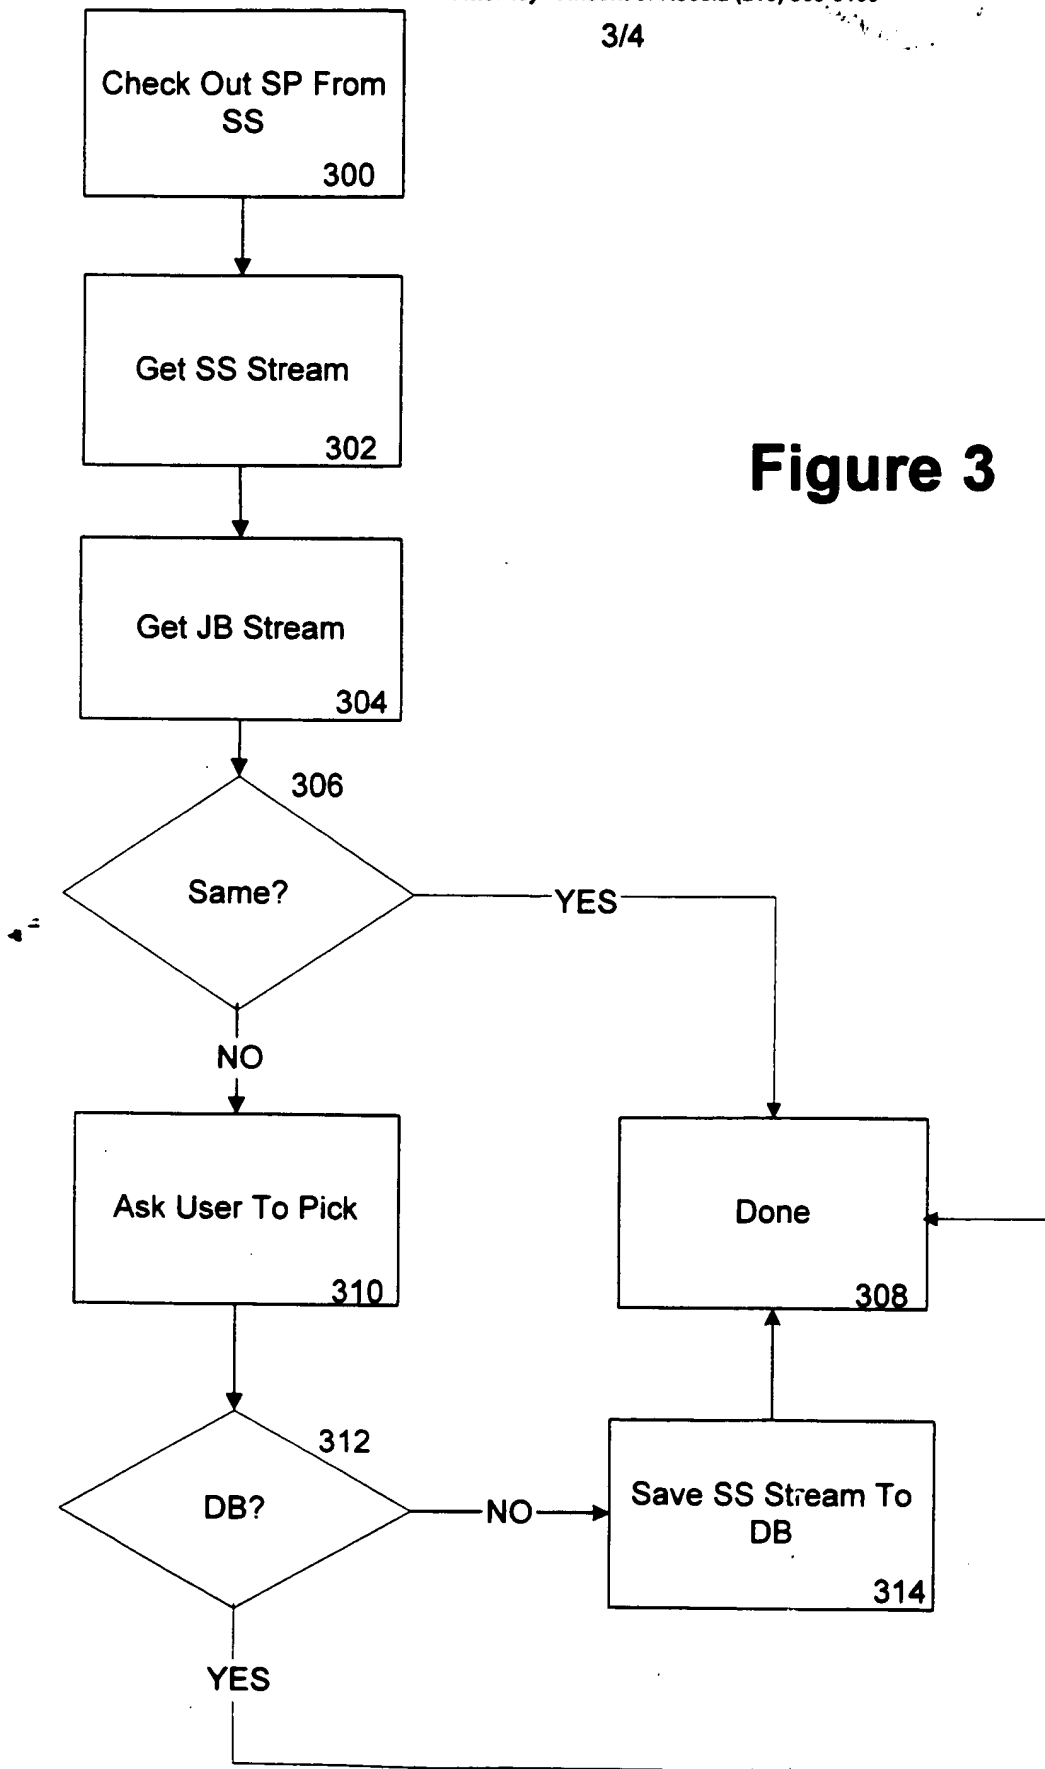 3/4
Check Out SP From
SS
300
Get SS Stream
302
Figure 3
Get JB Stream
304
306
Same?
YES
NO
Ask User To Pick
310
Done
308
312
DB?
NO
Save SS Stream To
DB
314
YES